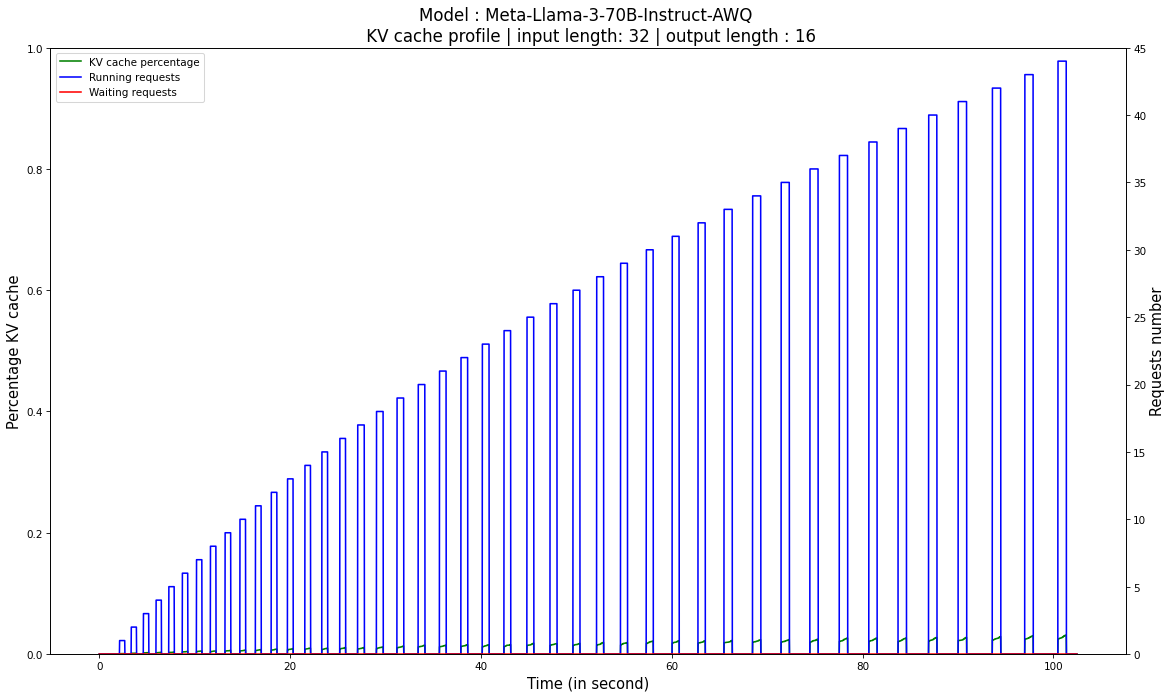 Model : Meta-Llama-3-70B-Instruct-AWQ
KV cache profile | input length: 32 | output length : 16
KV cache percentage
Running requests
Waiting requests
Percentage KV cache
1.0
0.8
0.6
0.4
0.2
0.0
45
40
35
30
25
20
15
10
5
0
Requests number
0
20
40
60
80
100
Time (in second)